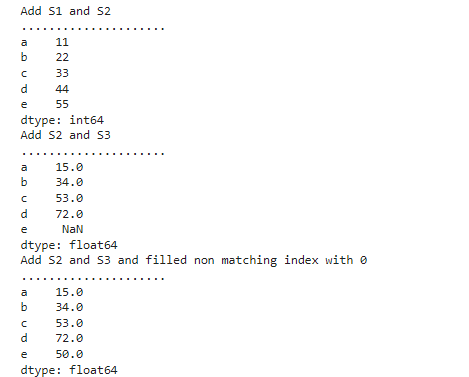 Add S1 and S2
.....................
a    11
b    22
c    33
d    44
e    55
dtype: int64
Add S2 and S3
.....................
a    15.0
b    34.0
c    53.0
d    72.0
e     NaN
dtype: float64
Add S2 and S3 and filled non matching index with 0
.....................
a    15.0
b    34.0
c    53.0
d    72.0
e    50.0
dtype: float64